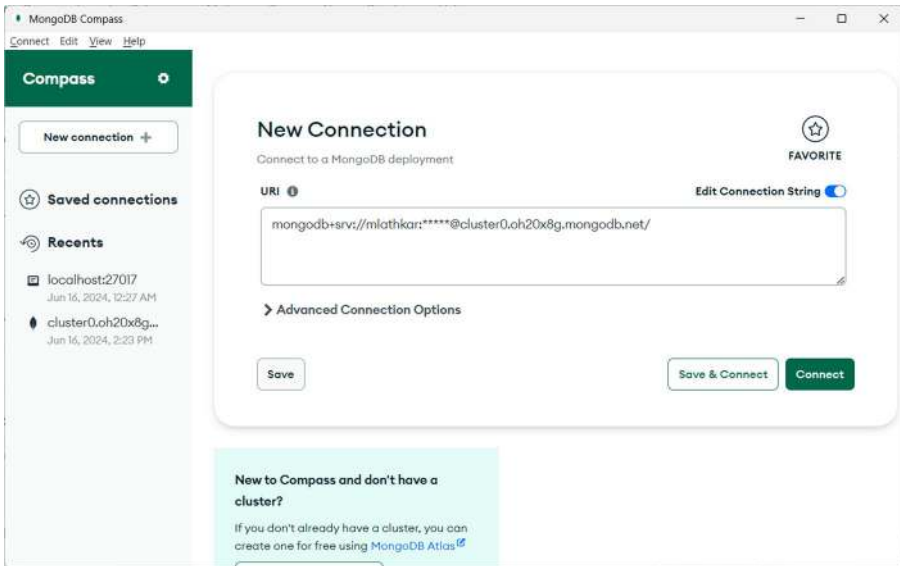 MongoDB Compass
Connect Edit View Help
Compass
New connection +
Saved connections
Recents
localhost:27017
Jun 16, 2024, 12:27 AM
cluster0.oh20x8g...
Jun 16, 2024, 2:23 PM
New Connection
Connect to a MongoDB deployment
FAVORITE
URI
Edit Connection String
mongodb+srv://mlathkar:*****@cluster0.oh20x8g.mongodb.net/
Advanced Connection Options
Save
Save & Connect
Connect
New to Compass and don't have a
cluster?
If you don't already have a cluster, you can
create one for free using MongoDB Atlas